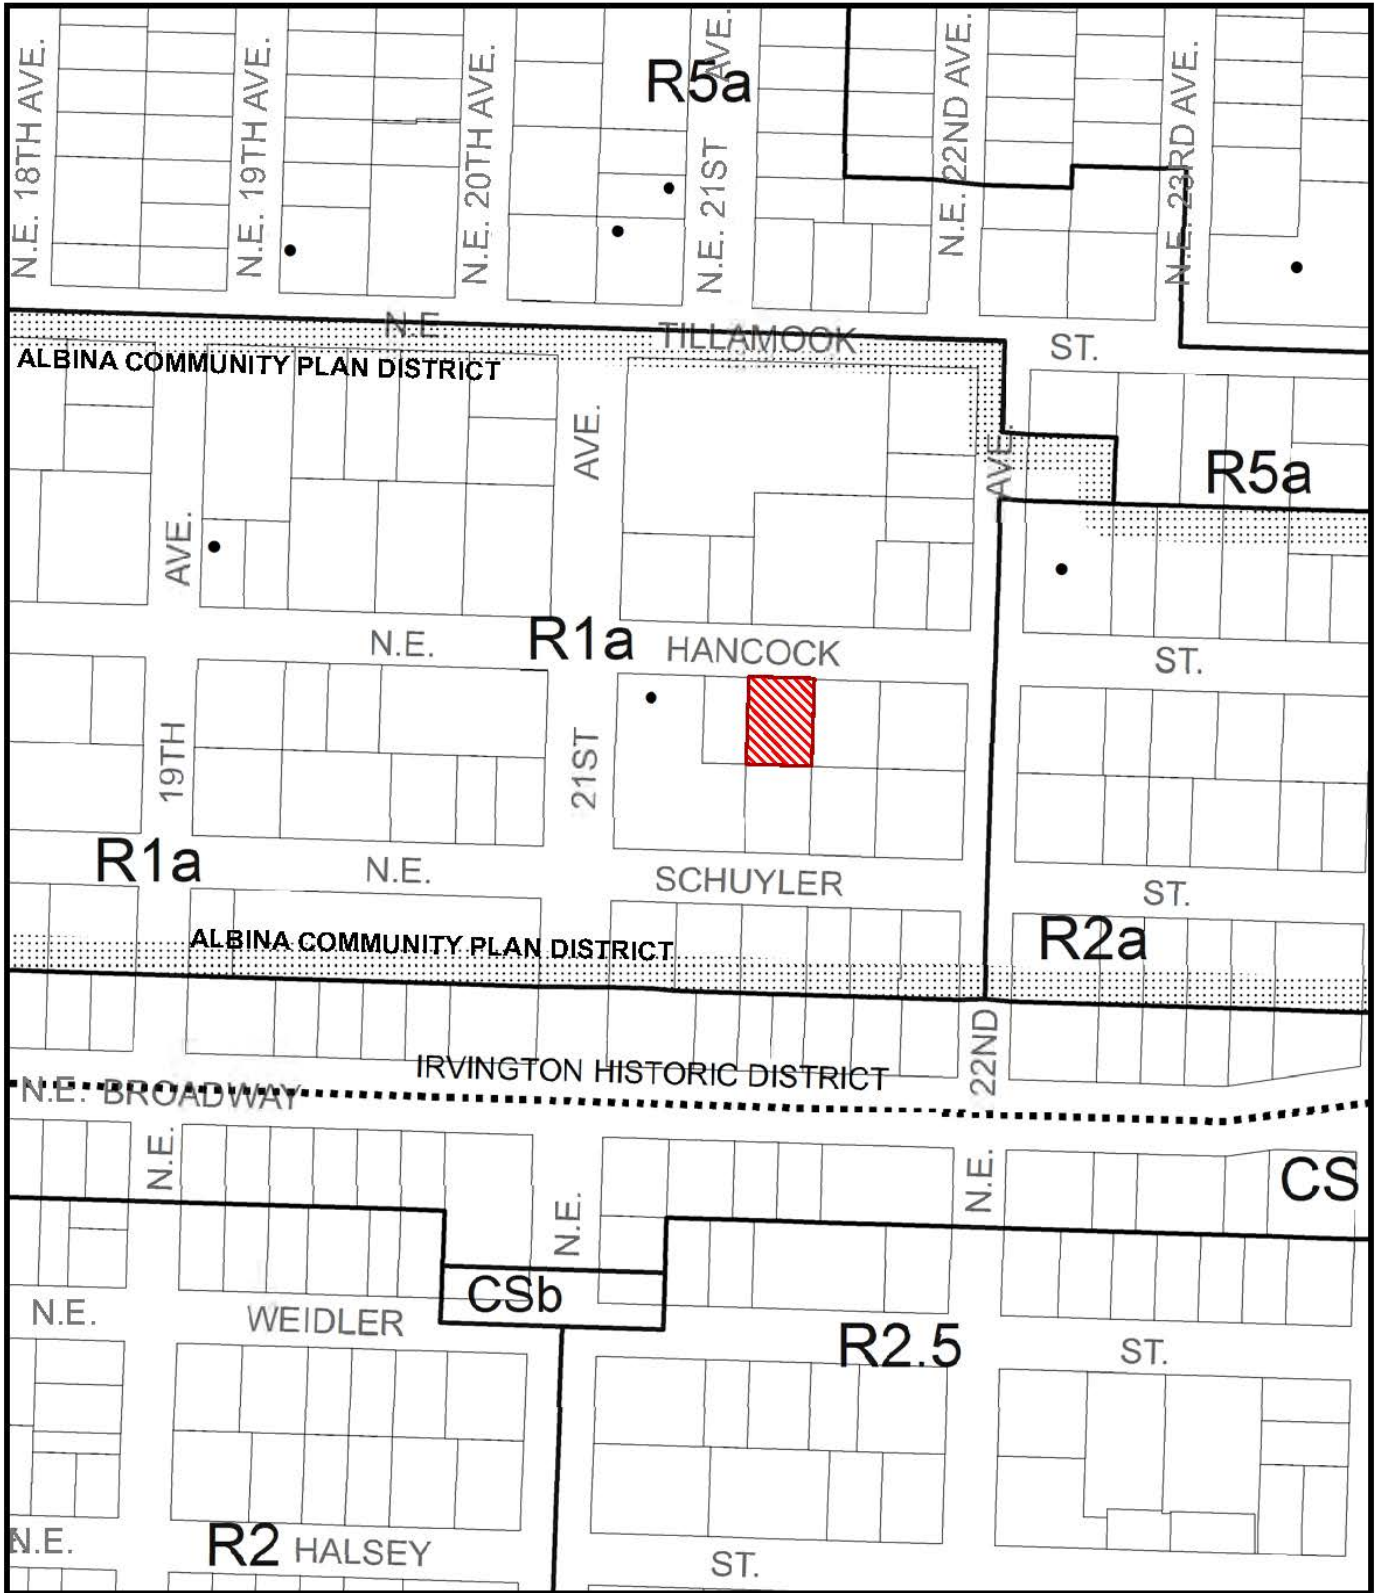 N.E. 18TH AVE.
N.E. 19TH AVE.
N.E. 20TH AVE.
R5a
N.E. 21ST AVE.
N.E. 22ND AVE.
N.E. 23RD AVE.
N.E TILLAMOOK ST.
ALBINA COMMUNITY PLAN DISTRICT
AVE.
AVE.
R5a
AVE.
N.E. R1a HANCOCK ST.
19TH
21ST
R1a
N.E. SCHUYLER ST.
ALBINA COMMUNITY PLAN DISTRICT
R2a
22ND
IRVINGTON HISTORIC DISTRICT
N.E. BROADWAY
N.E.
N.E.
N.E.
CS
CSb
N.E. WEIDLER ST.
R2.5
N.E. R2 HALSEY ST.